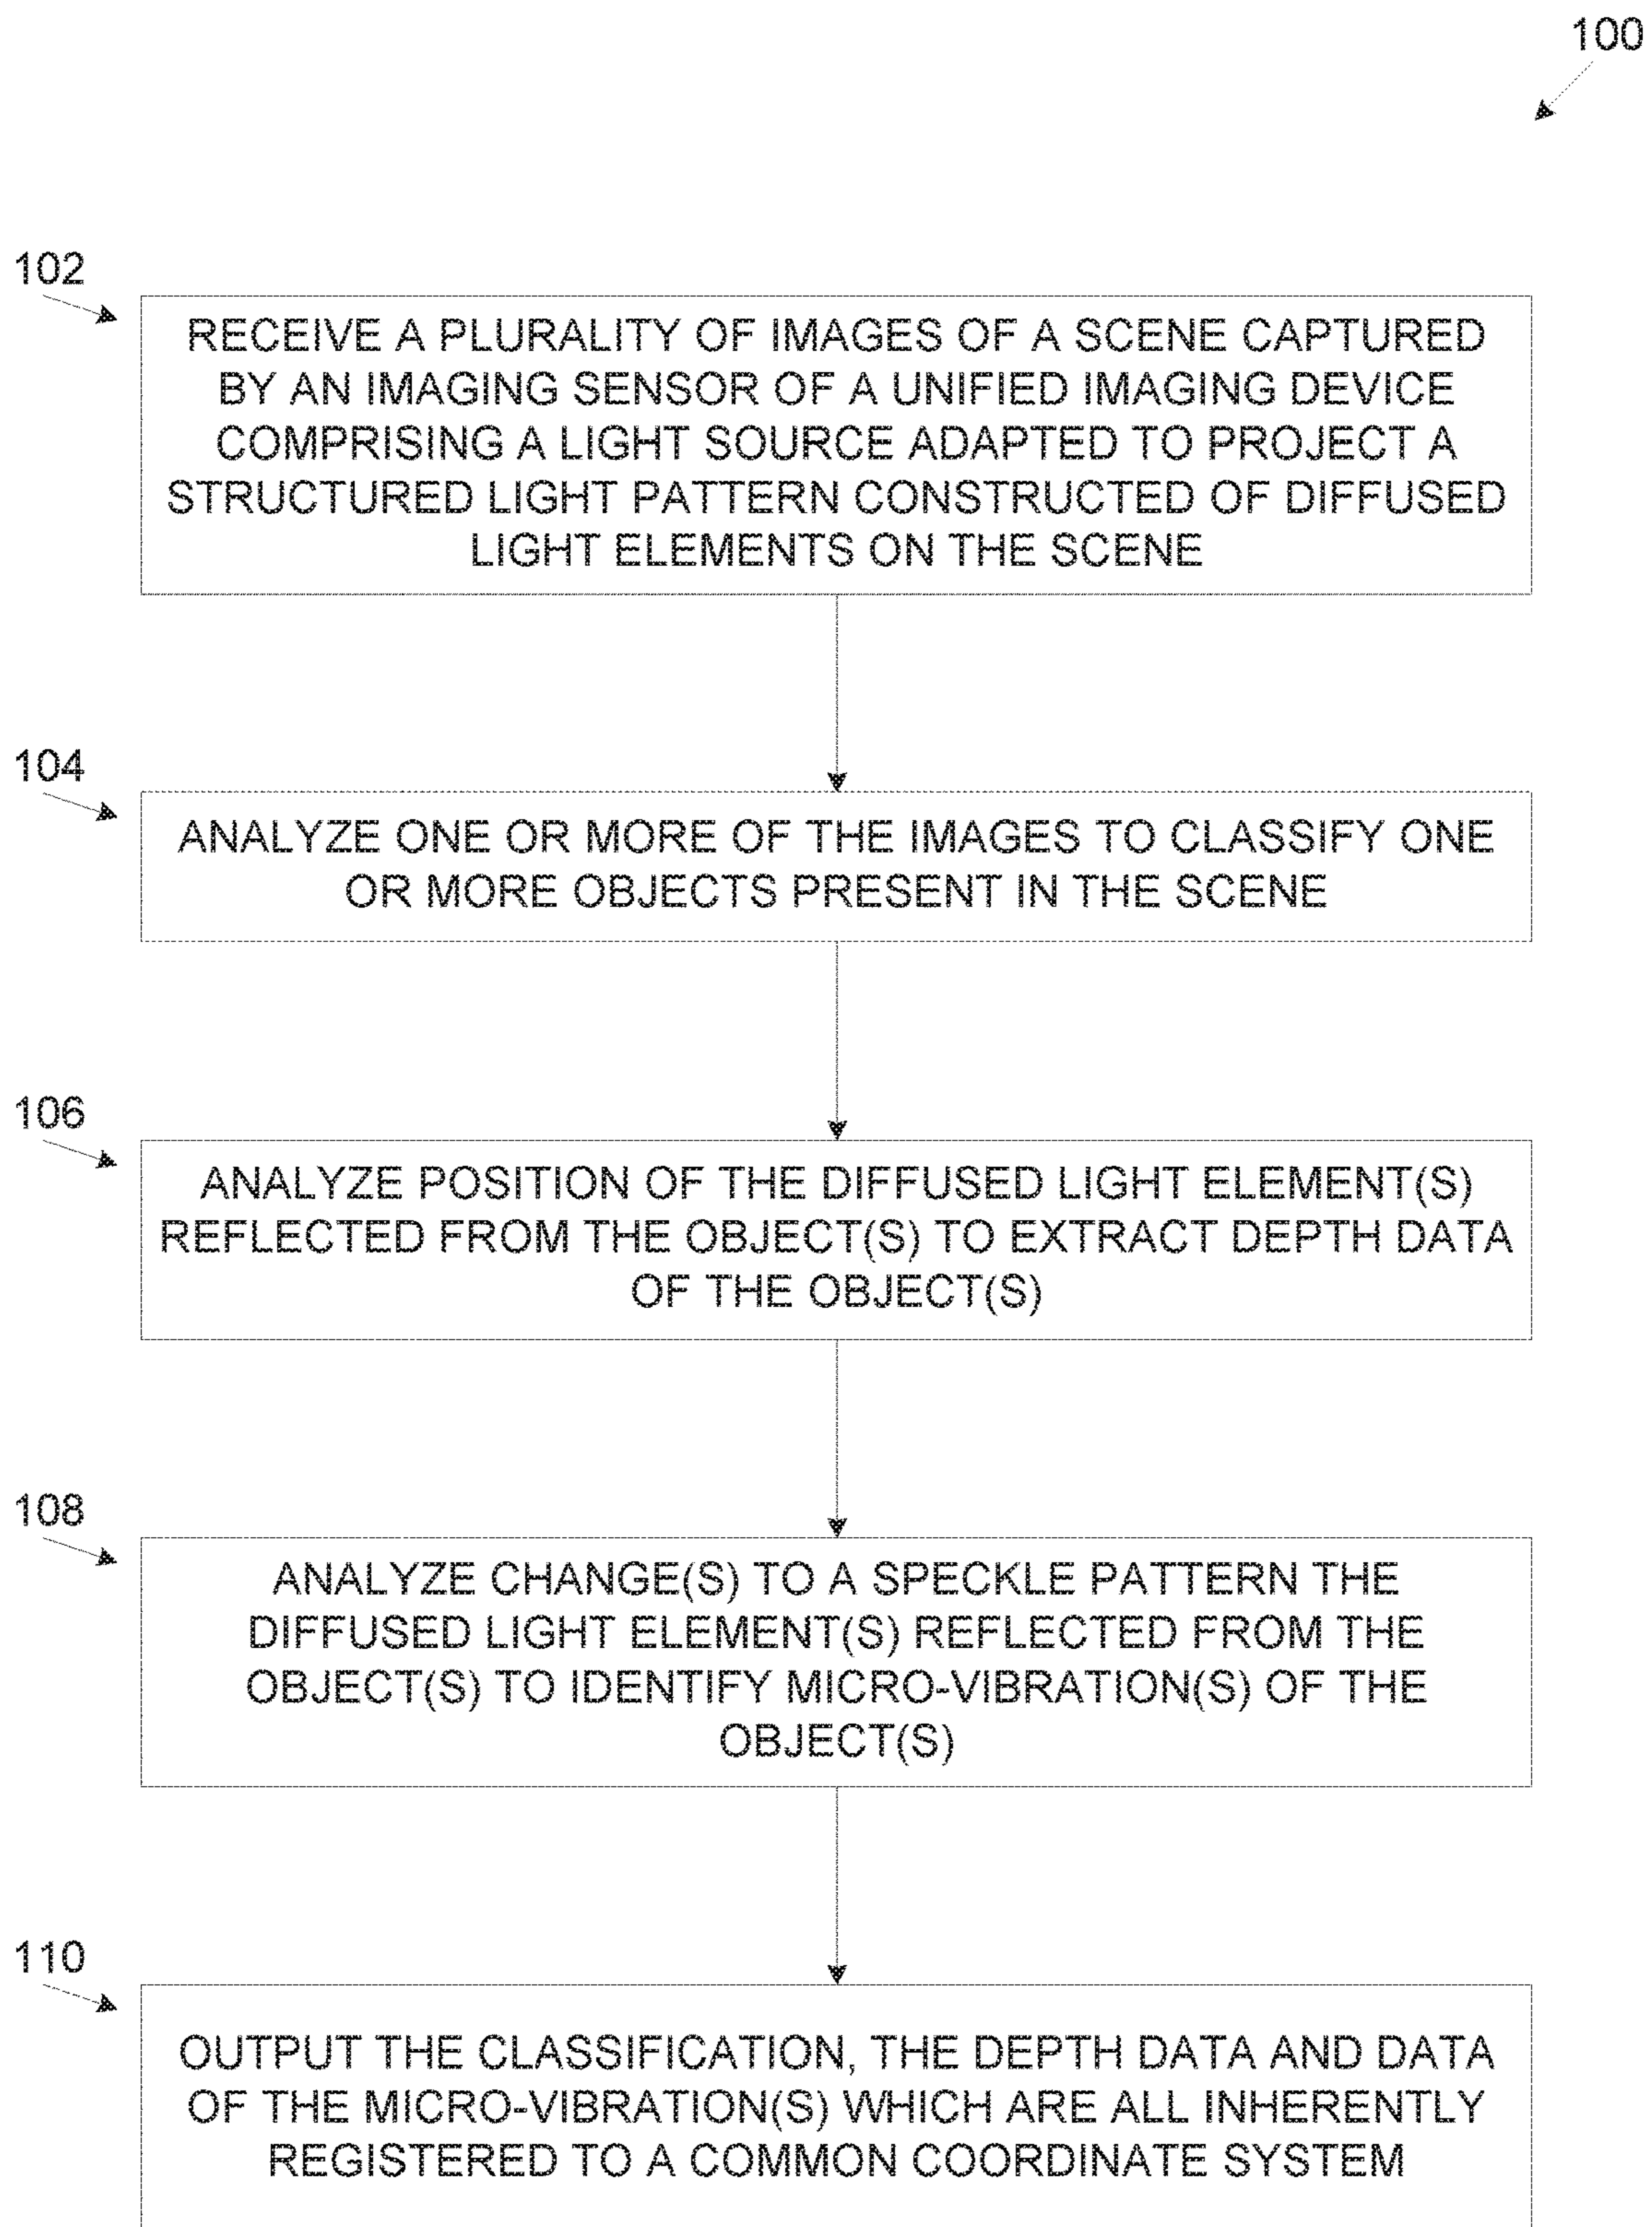 100
102
RECEIVE A PLURALITY OF IMAGES OF A SCENE CAPTURED
BY AN IMAGING SENSOR OF A UNIFIED IMAGING DEVICE
COMPRISING A LIGHT SOURCE ADAPTED TO PROJECT A
STRUCTURED LIGHT PATTERN CONSTRUCTED OF DIFFUSED
LIGHT ELEMENTS ON THE SCENE
104
ANALYZE ONE OR MORE OF THE IMAGES TO CLASSIFY ONE
OR MORE OBJECTS PRESENT IN THE SCENE
106
ANALYZE POSITION OF THE DIFFUSED LIGHT ELEMENT(S)
REFLECTED FROM THE OBJECT(S) TO EXTRACT DEPTH DATA
OF THE OBJECT(S)
108
ANALYZE CHANGE(S) TO A SPECKLE PATTERN THE
DIFFUSED LIGHT ELEMENT(S) REFLECTED FROM THE
OBJECT(S) TO IDENTIFY MICRO-VIBRATION(S) OF THE
OBJECT(S)
110
OUTPUT THE CLASSIFICATION, THE DEPTH DATA AND DATA
OF THE MICRO-VIBRATION(S) WHICH ARE ALL INHERENTLY
REGISTERED TO A COMMON COORDINATE SYSTEM